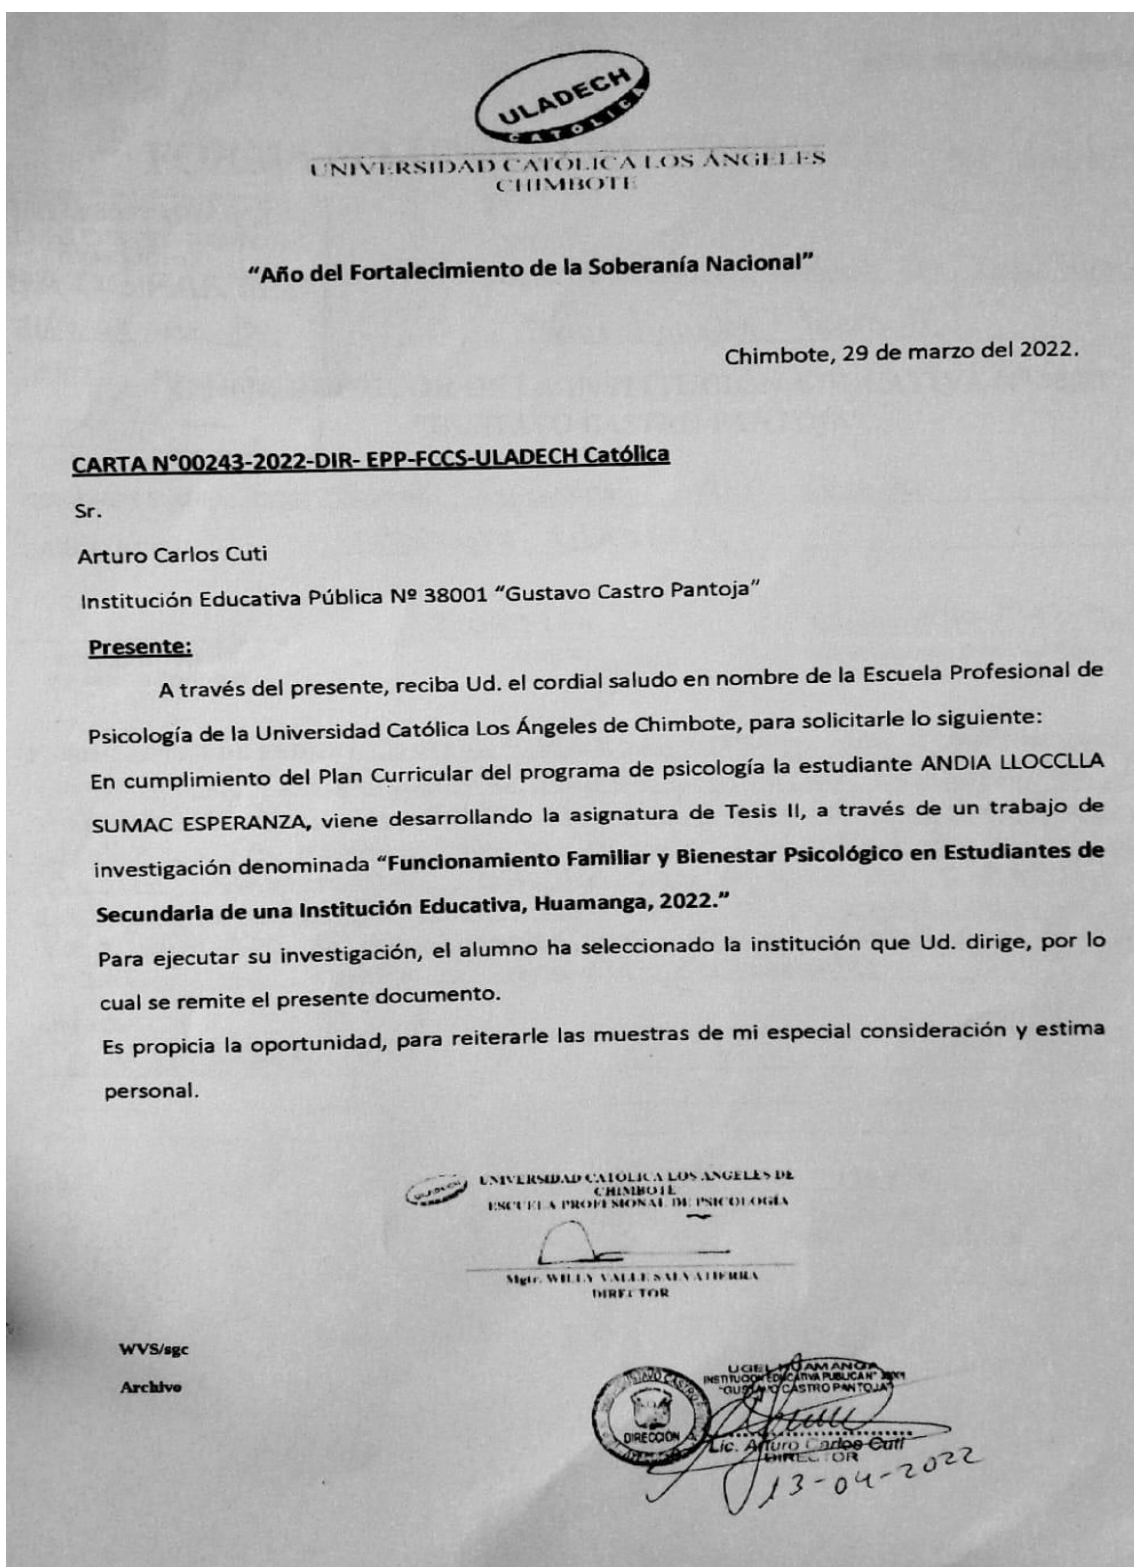 ULADECH
CATOLICA
UNIVERSIDAD CATOLICA LOS ÁNGELES
CHIMBOTE
“Año del Fortalecimiento de la Soberanía Nacional”
Chimbote, 29 de marzo del 2022.
CARTA N°00243-2022-DIR- EPP-FCCS-ULADECH Católica
Sr.
Arturo Carlos Cuti
Institución Educativa Pública Nº 38001 “Gustavo Castro Pantoja”
Presente:
A través del presente, reciba Ud. el cordial saludo en nombre de la Escuela Profesional de
Psicología de la Universidad Católica Los Ángeles de Chimbote, para solicitarle lo siguiente:
En cumplimiento del Plan Curricular del programa de psicología la estudiante ANDIA LLOCCLLA
SUMAC ESPERANZA, viene desarrollando la asignatura de Tesis II, a través de un trabajo de
investigación denominada “Funcionamiento Familiar y Bienestar Psicológico en Estudiantes de
Secundaria de una Institución Educativa, Huamanga, 2022.”
Para ejecutar su investigación, el alumno ha seleccionado la institución que Ud. dirige, por lo
cual se remite el presente documento.
Es propicia la oportunidad, para reiterarle las muestras de mi especial consideración y estima
personal.
UNIVERSIDAD CATÓLICA LOS ANGELES DE
CHIMBOTE
ESCUELA PROFESIONAL DE PSICOLOGÍA
Mgtr. WILLY VALLE SALVATIERRA
DIRECTOR
WVS/sgc
Archivo
UGEL HUAMANGA
INSTITUCION EDUCATIVA PUBLICA N°
"GUSTAVO CASTRO PANTOJA"
DIRECCIÓN
Lic. Arturo Carlos Cuti
DIRECTOR
13-04-2022